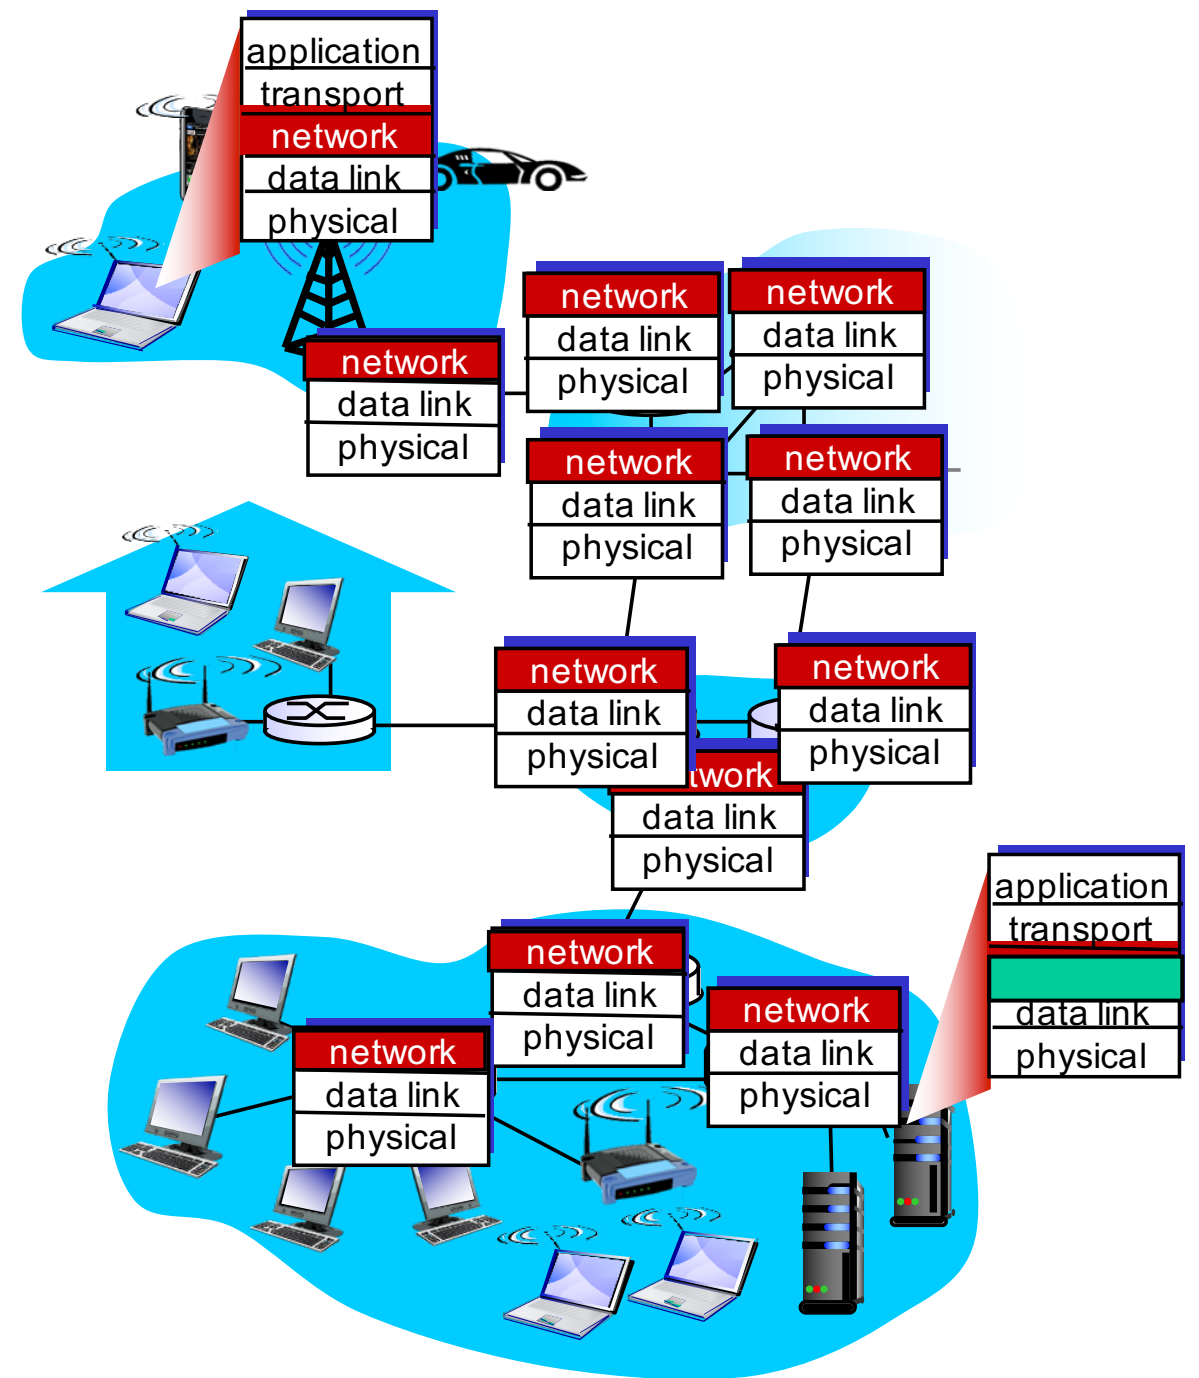 application
transport
network
data link
physical
network
data link
physical
network
data link
physical
network
data link
physical
network
data link
physical
network
data link
physical
network
data link
physical
network
data link
physical
twork
data link
physical
application
transport
data link
physical
network
data link
physical
network
data link
physical
network
data link
physical